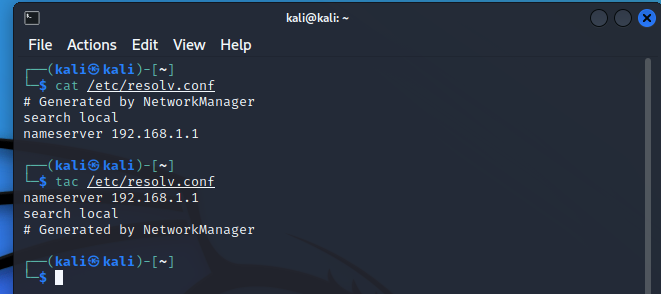 kali@kali: ~
File Actions Edit View Help
┌──(kali㉿kali)-[~]
└─$ cat /etc/resolv.conf
# Generated by NetworkManager
search local
nameserver 192.168.1.1
┌──(kali㉿kali)-[~]
└─$ tac /etc/resolv.conf
nameserver 192.168.1.1
search local
# Generated by NetworkManager
┌──(kali㉿kali)-[~]
└─$